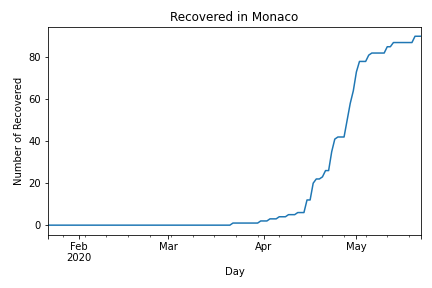 Recovered in Monaco
Number of Recovered
80
60
40
20
0
Feb
2020
Mar
Apr
May
Day